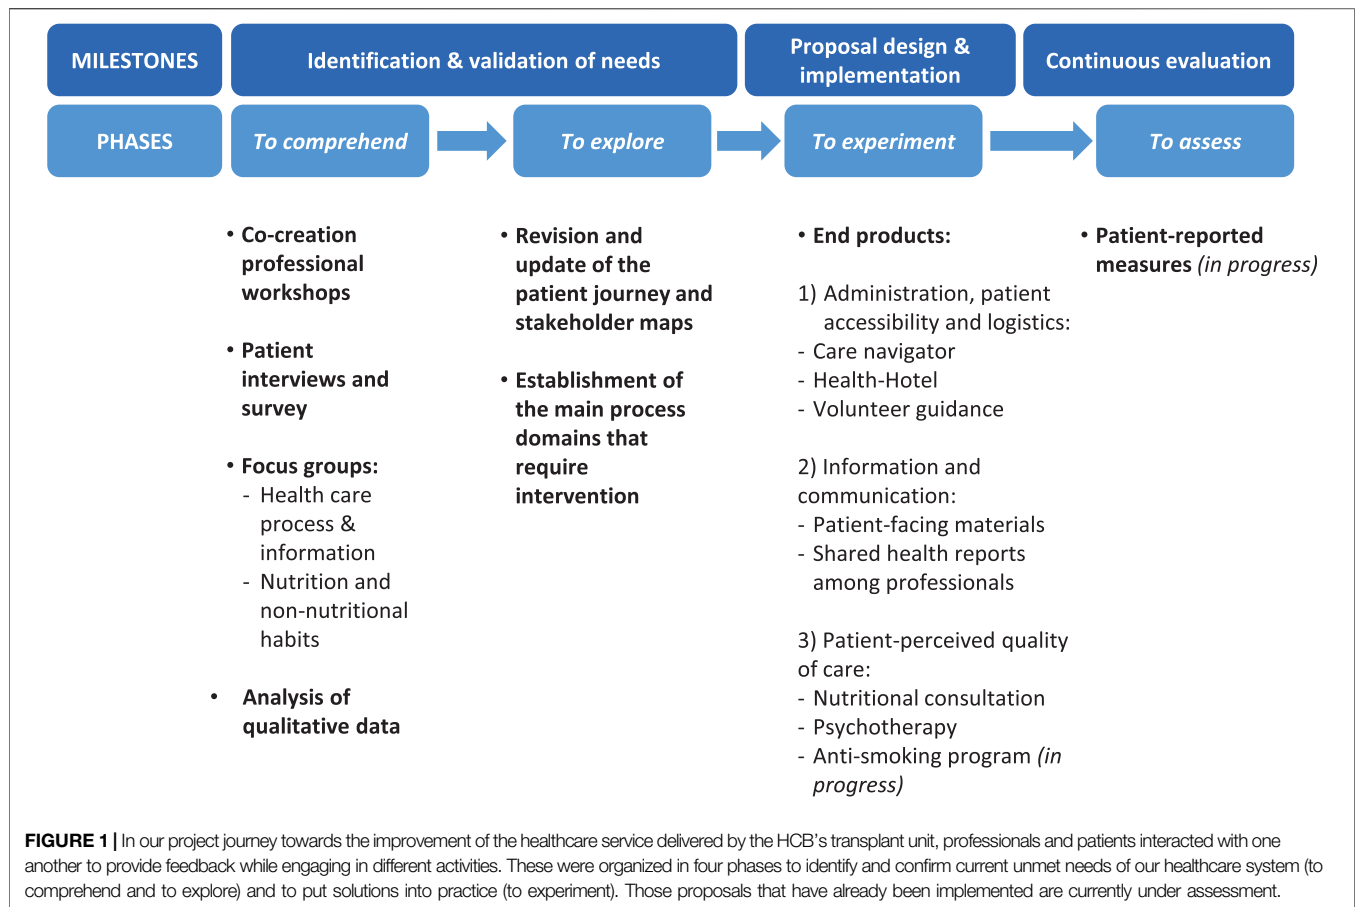 MILESTONES
Identification & validation of needs
Proposal design &
implementation
Continuous evaluation
PHASES
To comprehend
To explore
To experiment
To assess
• Co-creation
professional
workshops
• Patient
interviews and
survey
• Focus groups:
- Health care
process &
information
- Nutrition and
non-nutritional
habits
• Analysis of
qualitative data
• Revision and
update of the
patient journey and
stakeholder maps
• Establishment of
the main process
domains that
require
intervention
• End products:
1) Administration, patient
accessibility and logistics:
- Care navigator
- Health-Hotel
- Volunteer guidance
2) Information and
communication:
- Patient-facing materials
- Shared health reports
among professionals
3) Patient-perceived quality
of care:
- Nutritional consultation
- Psychotherapy
- Anti-smoking program (in
progress)
• Patient-reported
measures (in progress)
FIGURE 1 | In our project journey towards the improvement of the healthcare service delivered by the HCB's transplant unit, professionals and patients interacted with one
another to provide feedback while engaging in different activities. These were organized in four phases to identify and confirm current unmet needs of our healthcare system (to
comprehend and to explore) and to put solutions into practice (to experiment). Those proposals that have already been implemented are currently under assessment.